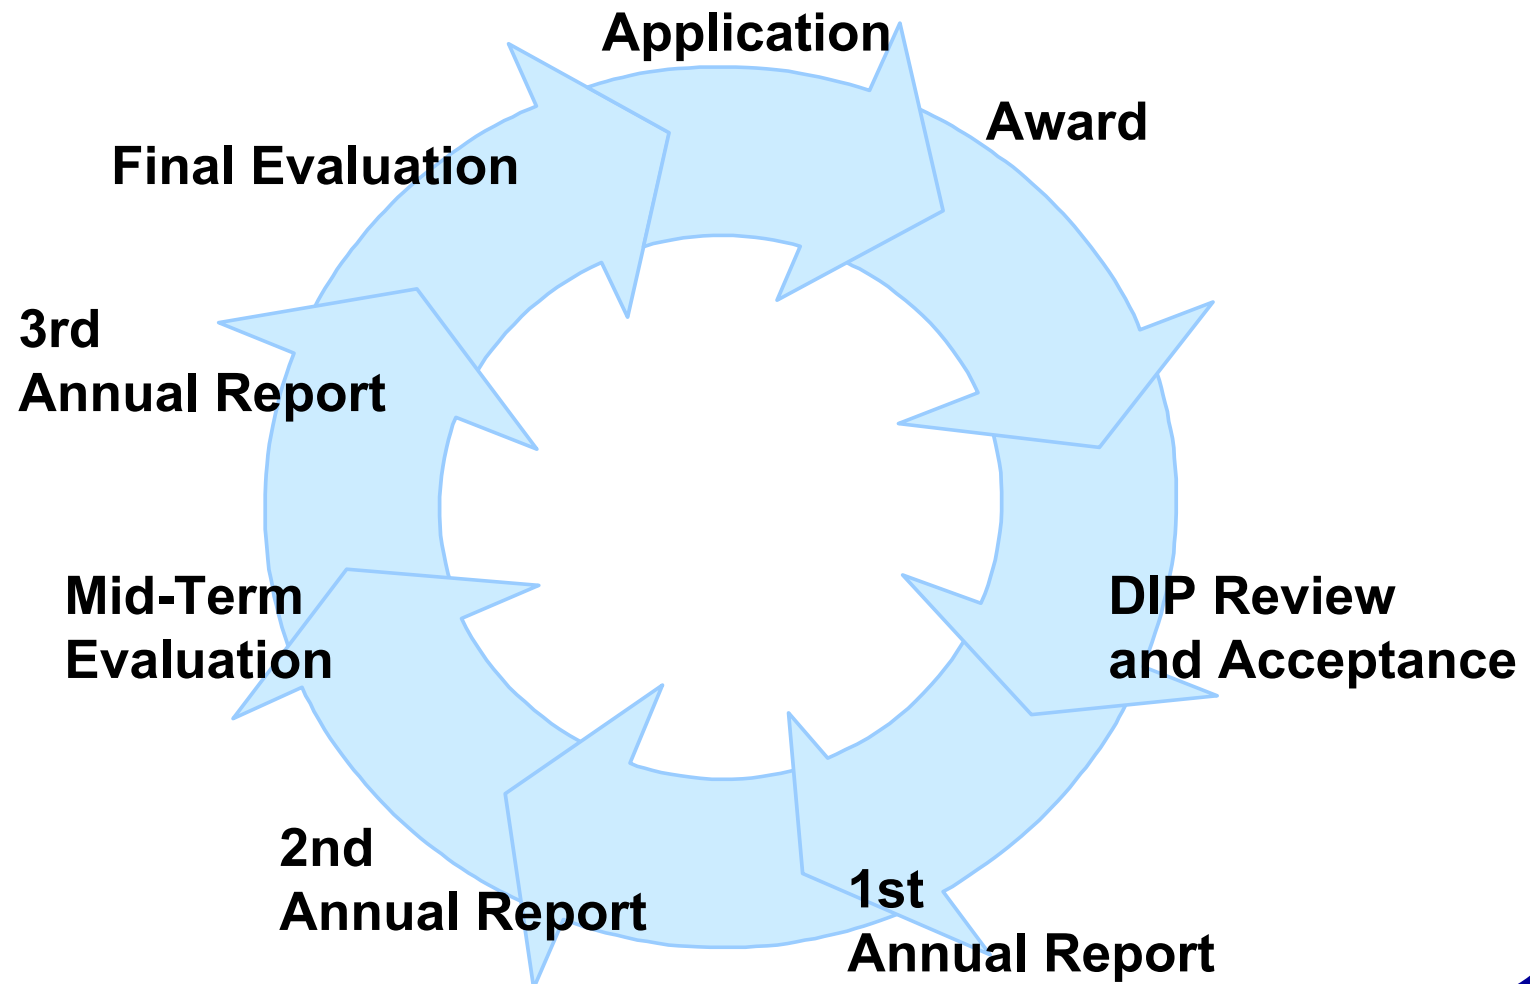 Application
Award
DIP Review
and Acceptance
1st
Annual Report
2nd
Annual Report
Mid-Term
Evaluation
3rd
Annual Report
Final Evaluation